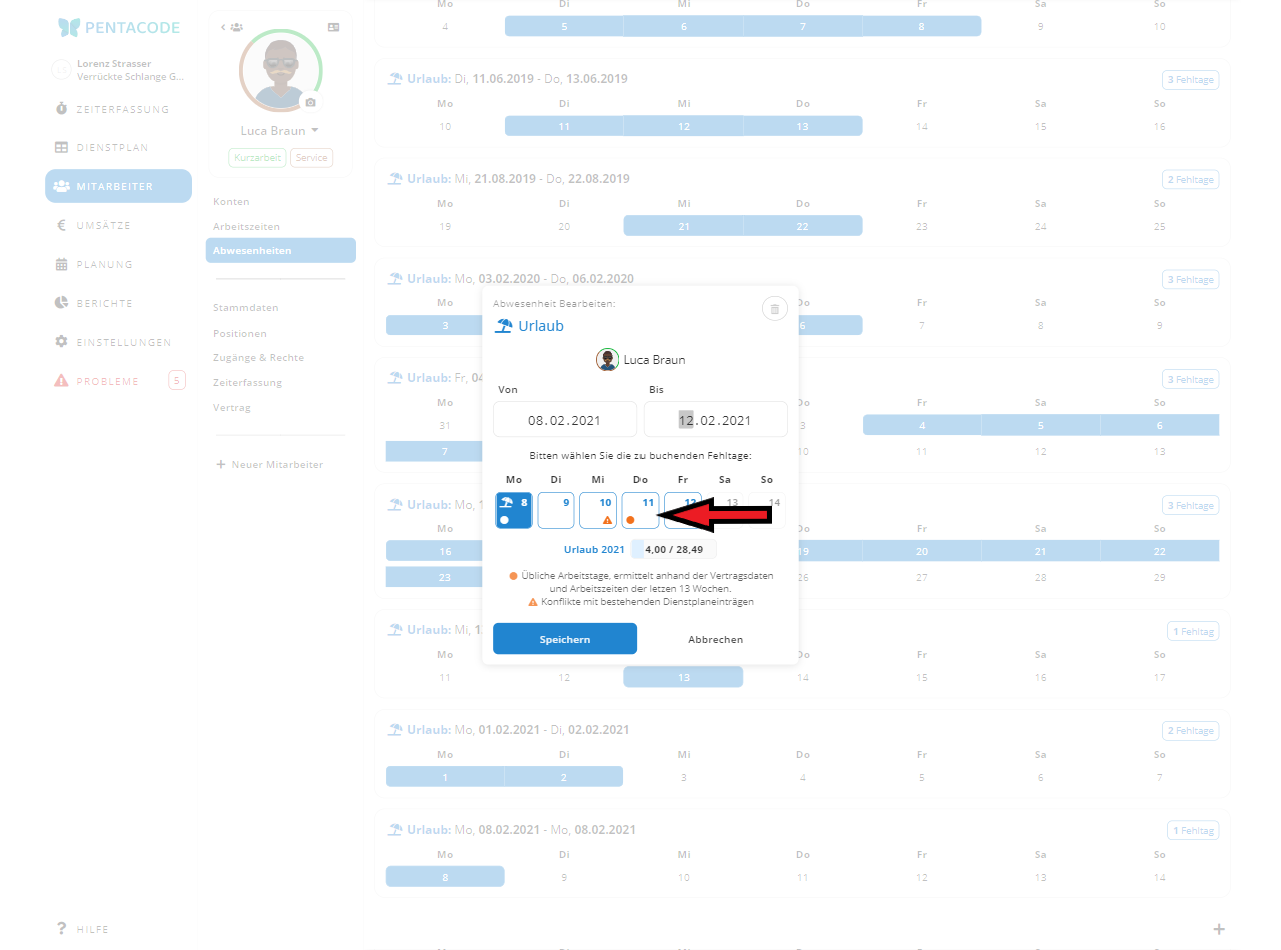 PENTACODE
LS
Lorenz Strasser
Verrückte Schlange G...
ZEITERFASSUNG
DIENSTPLAN
MITARBEITER
UMSÄTZE
PLANUNG
BERICHTE
EINSTELLUNGEN
PROBLEME 5
HILFE
Luca Braun
Kurzarbeit Service
Konten
Arbeitszeiten
Abwesenheiten
Stammdaten
Positionen
Zugänge & Rechte
Zeiterfassung
Vertrag
+ Neuer Mitarbeiter
Mo Di Mi Do Fr Sa So
4 5 6 7 8 9 10
Urlaub: Di, 11.06.2019 - Do, 13.06.2019 3 Fehltage
Mo Di Mi Do Fr Sa So
10 11 12 13 14 15 16
Urlaub: Mi, 21.08.2019 - Do, 22.08.2019 2 Fehltage
Mo Di Mi Do Fr Sa So
19 20 21 22 23 24 25
Urlaub: Mo, 03.02.2020 - Do, 06.02.2020 3 Fehltage
Mo Do Fr Sa So
3 6 7 8 9
Urlaub: Fr, 04 3 Fehltage
Mo Fr Sa So
31 3 4 5 6
7 10 11 12 13
Urlaub: Mo, 1 3 Fehltage
Mo Do Fr Sa So
16 19 20 21 22
23 26 27 28 29
Urlaub: Mi, 1 1 Fehltag
Mo Do Fr Sa So
11 12 13 14 15 16 17
Urlaub: Mo, 01.02.2021 - Di, 02.02.2021 2 Fehltage
Mo Di Mi Do Fr Sa So
1 2 3 4 5 6 7
Urlaub: Mo, 08.02.2021 - Mo, 08.02.2021 1 Fehltag
Mo Di Mi Do Fr Sa So
8 9 10 11 12 13 14
+
Abwesenheit Bearbeiten:
Urlaub
Luca Braun
Von Bis
08.02.2021 12.02.2021
Bitten wählen Sie die zu buchenden Fehltage:
Mo Di Mi Do Fr Sa So
8 9 10 11 12 13 14
Urlaub 2021 4,00 / 28,49
Übliche Arbeitstage, ermittelt anhand der Vertragsdaten
und Arbeitszeiten der letzen 13 Wochen.
Konflikte mit bestehenden Dienstplaneinträgen
Speichern Abbrechen